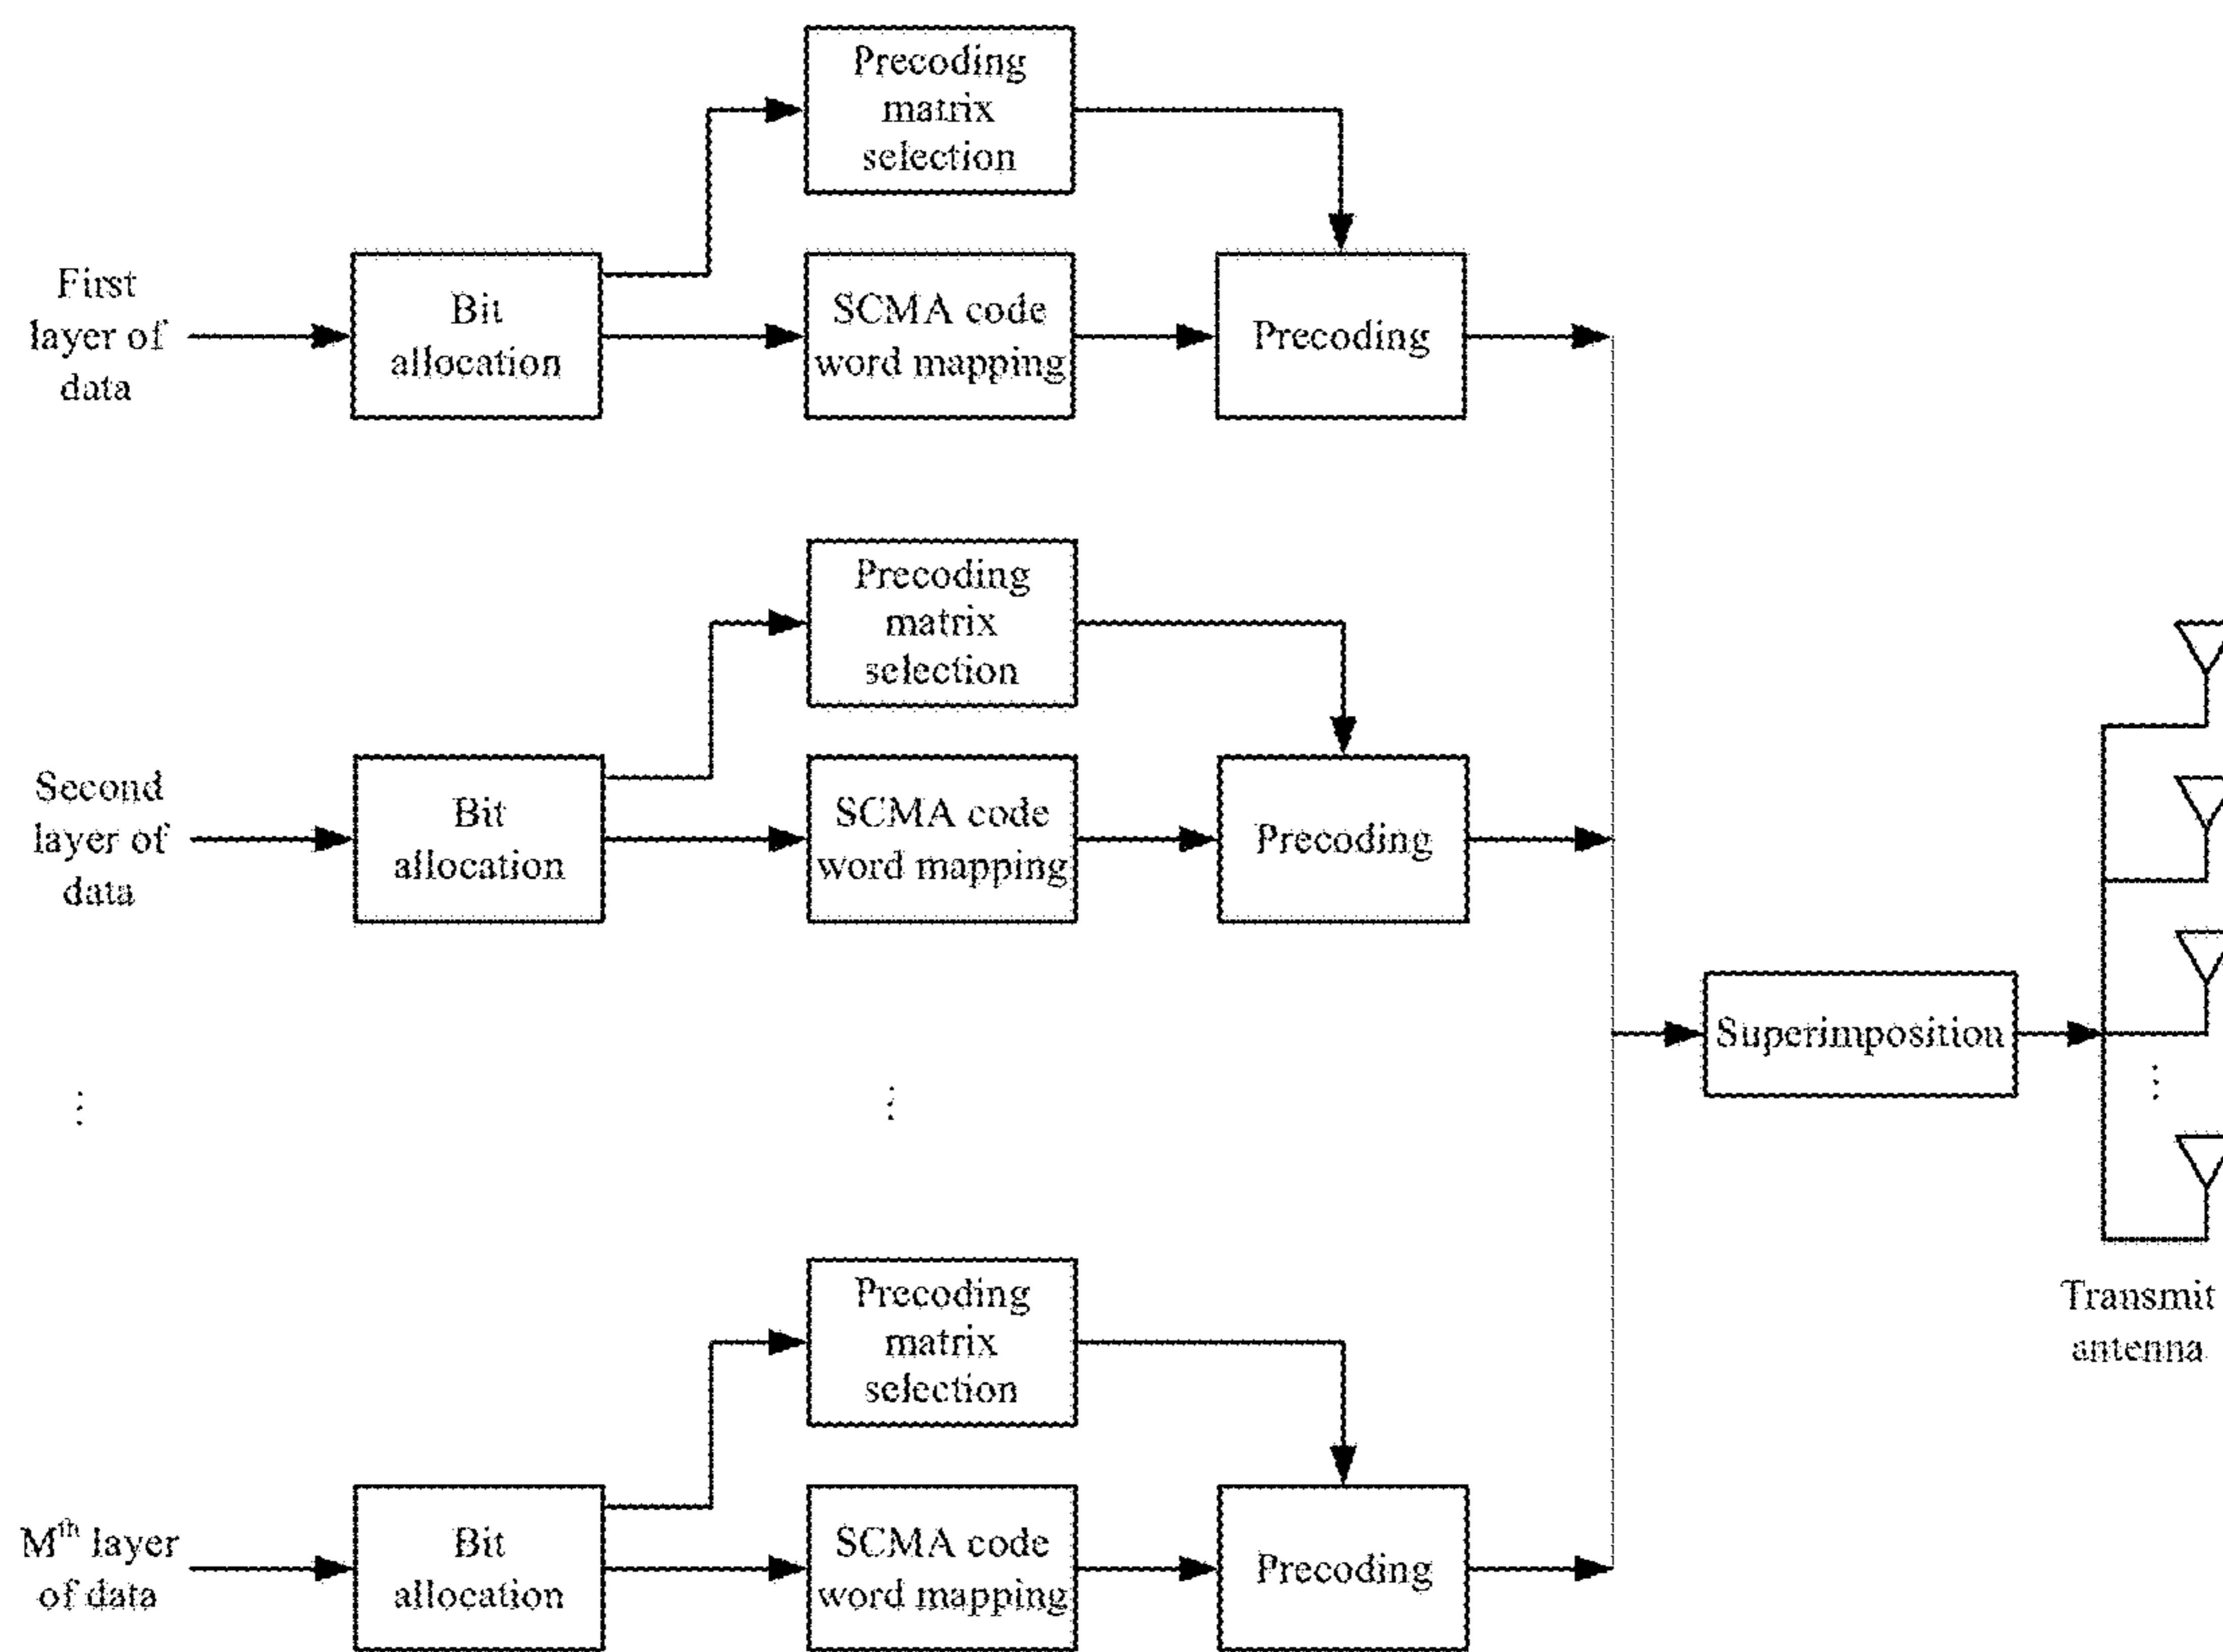 Precoding
matrix
selection
First
layer of
data
Bit
allocation
SCMA code
word mapping
Precoding
Precoding
matrix
selection
Second
layer of
data
Bit
allocation
SCMA code
word mapping
Precoding
Superimposition
⋮
⋮
⋮
Transmit
antenna
Precoding
matrix
selection
Mth layer
of data
Bit
allocation
SCMA code
word mapping
Precoding